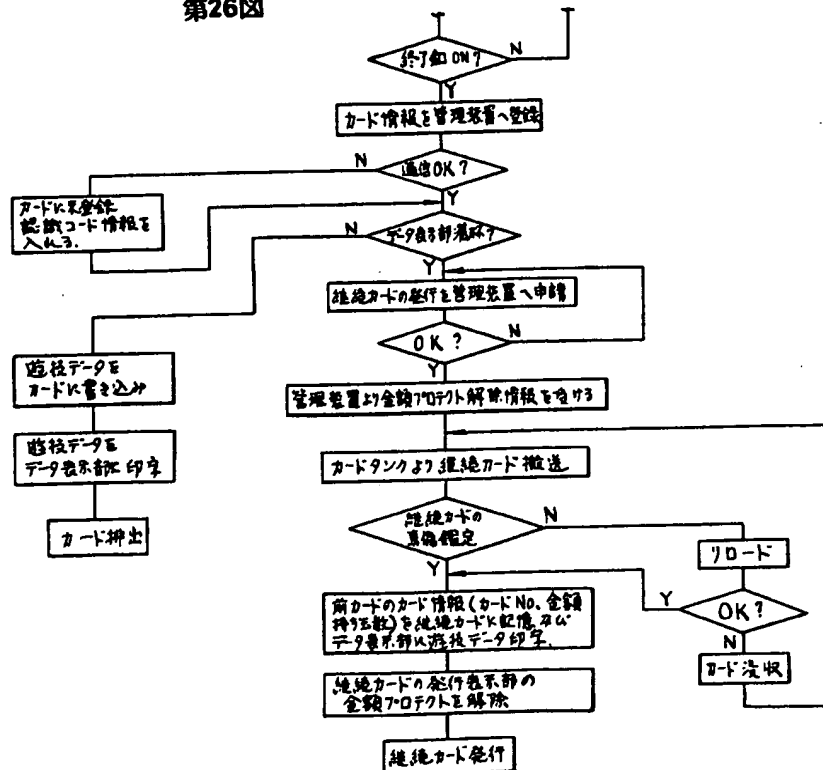 第26図
終了釦ON?
N
Y
カード情報を管理装置へ登録
通信OK?
N
Y
カードに未登録
認識コード情報を
入れる.
データ表示部満杯?
N
Y
継続カードの発行を管理装置へ申請
OK?
N
Y
遊技データを
カードに書き込み
管理装置より金額プロテクト解除情報を受ける
遊技データを
データ表示部に印字
カードタンクより継続カード搬送
カード排出
継続カードの
真偽鑑定
N
Y
リロード
前カードのカード情報(カードNo、金額
持ち玉数)を継続カードに記憶及び
データ表示部に遊技データ印字.
OK?
Y
N
カード没収
継続カードの発行表示部の
金額プロテクトを解除
継続カード発行